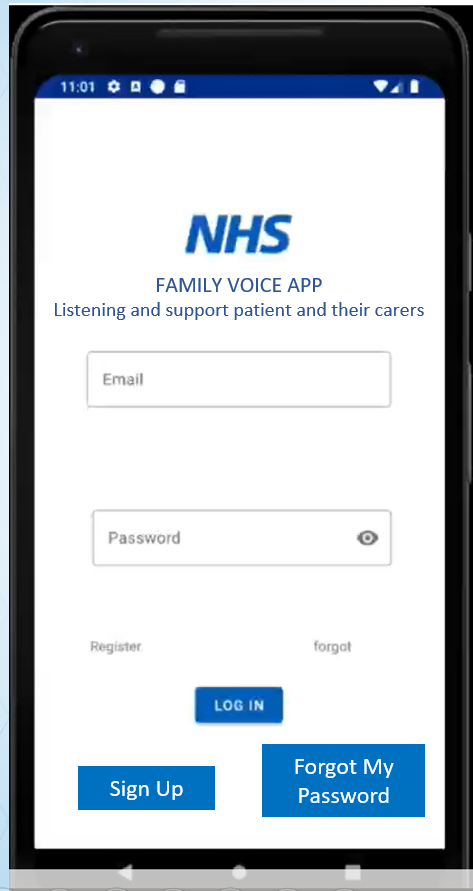 11:01
NHS
FAMILY VOICE APP
Listening and support patient and their carers
Email
Password
Register
forgot
LOG IN
Sign Up
Forgot My
Password